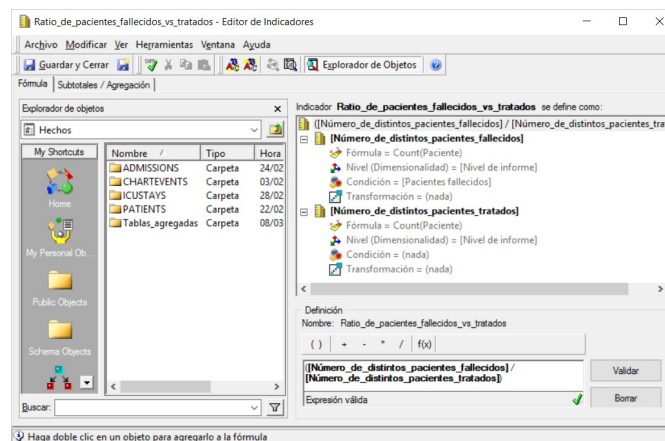 Ratio_de_pacientes_fallecidos_vs_tratados - Editor de Indicadores
Archivo Modificar Ver Herramientas Ventana Ayuda
Guardar y Cerrar Explorador de Objetos
Fórmula Subtotales / Agregación
Explorador de objetos
Hechos
My Shortcuts
Home
My Personal Ob...
Public Objects
Schema Objects
Nombre Tipo Hora
ADMISSIONS Carpeta 24/02
CHARTEVENTS Carpeta 03/02
ICUSTAYS Carpeta 28/02
PATIENTS Carpeta 22/02
Tablas_agregadas Carpeta 08/03
Buscar:
Indicador Ratio_de_pacientes_fallecidos_vs_tratados se define como:
([Número_de_distintos_pacientes_fallecidos] / [Número_de_distintos_pacientes_tra
[Número_de_distintos_pacientes_fallecidos]
Fórmula = Count(Paciente)
Nivel (Dimensionalidad) = [Nivel de informe]
Condición = [Pacientes fallecidos]
Transformación = (nada)
[Número_de_distintos_pacientes_tratados]
Fórmula = Count(Paciente)
Nivel (Dimensionalidad) = [Nivel de informe]
Condición = (nada)
Transformación = (nada)
Definición
Nombre: Ratio_de_pacientes_fallecidos_vs_tratados
( ) + - * / f(x)
([Número_de_distintos_pacientes_fallecidos] /
[Número_de_distintos_pacientes_tratados])
Expresión válida
Validar
Borrar
Haga doble clic en un objeto para agregarlo a la fórmula